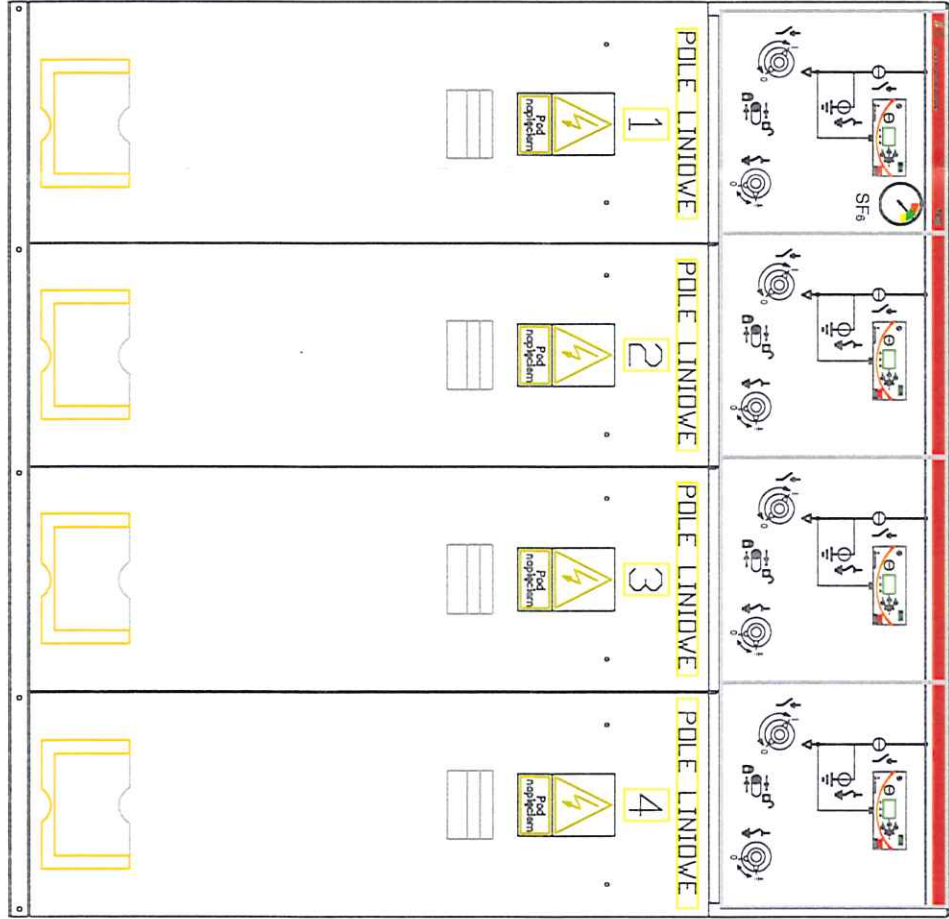 SF₆
POLE LINIOWE
1
Pod
napięciem
POLE LINIOWE
2
Pod
napięciem
POLE LINIOWE
3
Pod
napięciem
POLE LINIOWE
4
Pod
napięciem